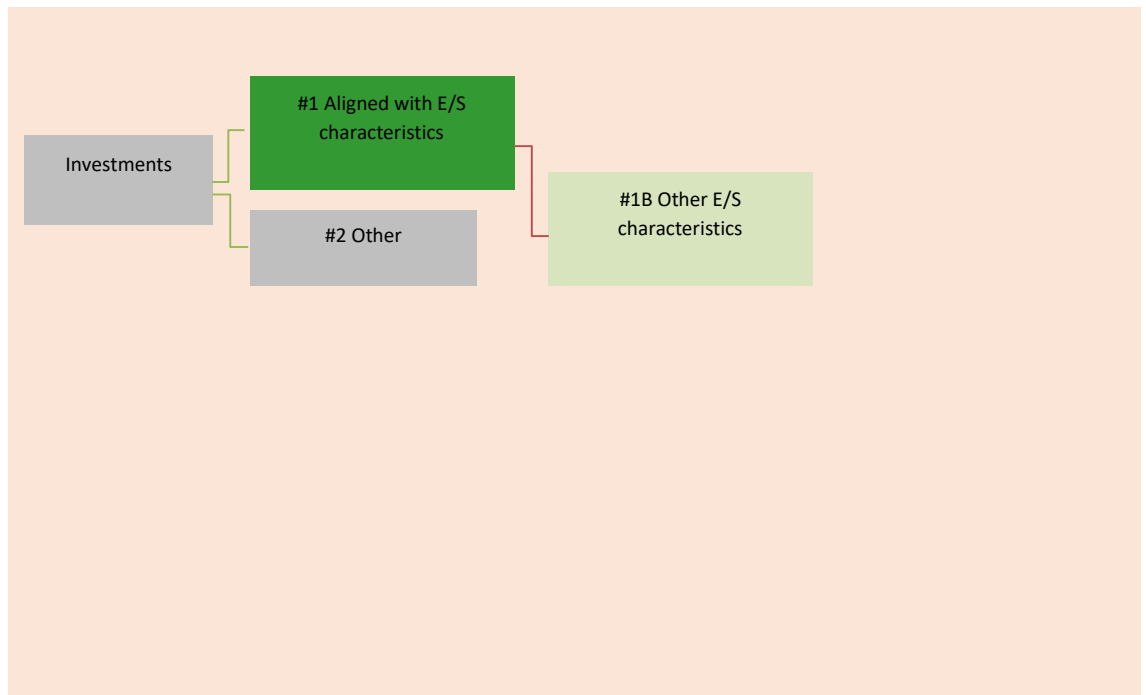 #1 Aligned with E/S
characteristics
Investments
#2 Other
#1B Other E/S
characteristics